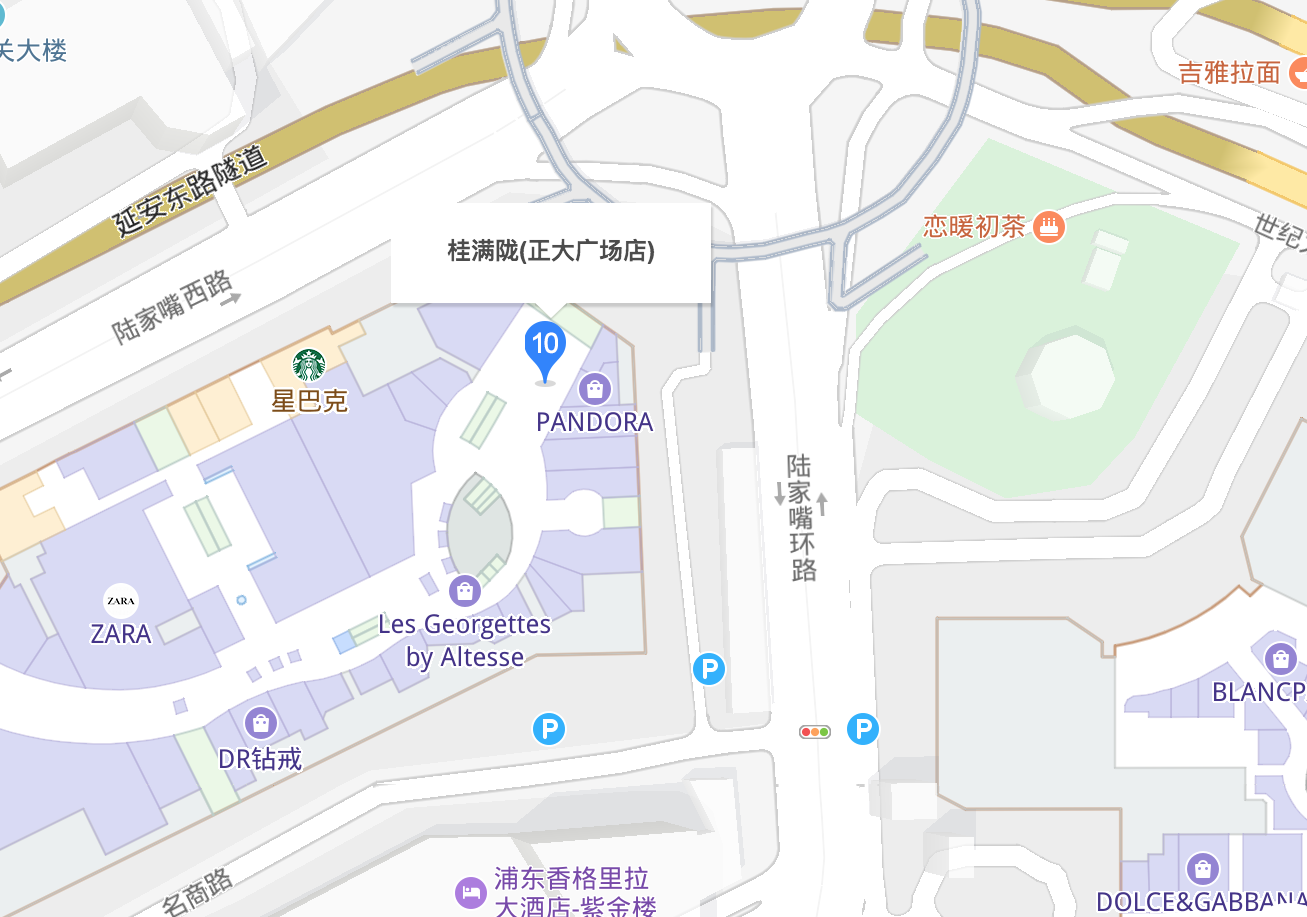 关大楼
吉雅拉面
延安东路隧道
恋暖初茶
世纪
桂满陇(正大广场店)
陆家嘴西路
10
星巴克
PANDORA
陆家嘴环路
ZARA
ZARA
Les Georgettes
by Altesse
P
BLANCP
P
P
DR钻戒
浦东香格里拉
大酒店-紫金楼
名商路
DOLCE&GABBANA